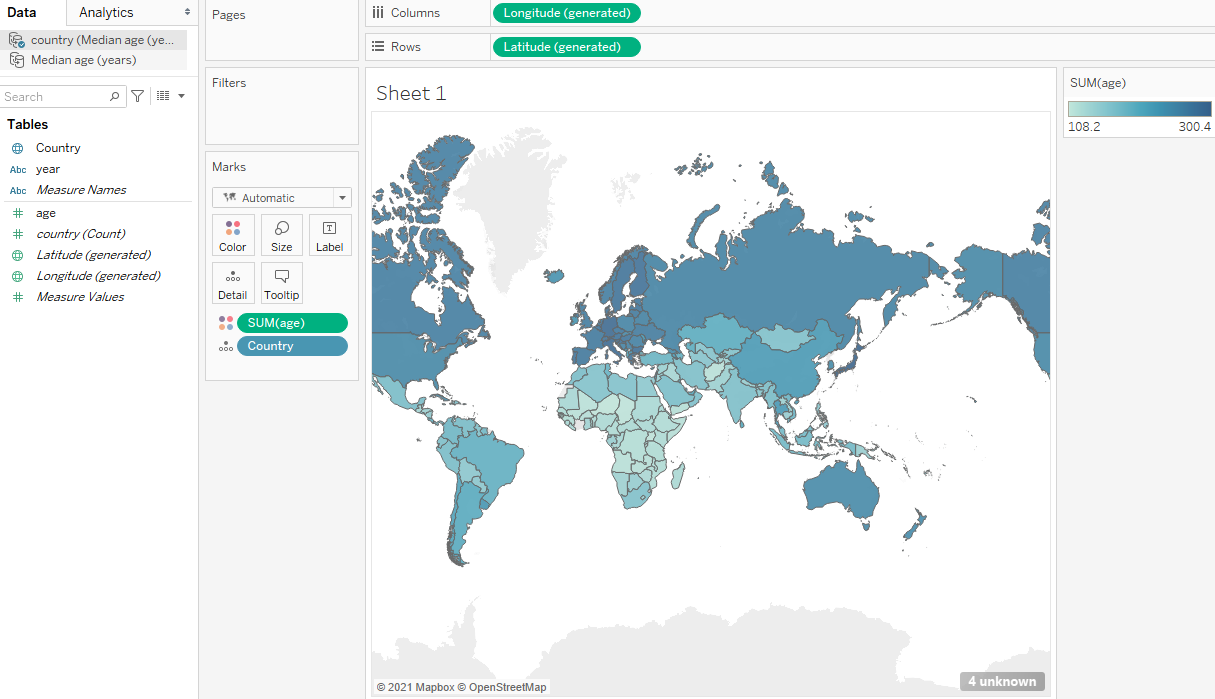 Data
Analytics
country (Median age (ye...
Median age (years)
Search
Tables
Country
Abc year
Abc Measure Names
age
country (Count)
Latitude (generated)
Longitude (generated)
Measure Values
Pages
Filters
Marks
Automatic
Color Size Label
Detail Tooltip
SUM(age)
Country
Columns Longitude (generated)
Rows Latitude (generated)
Sheet 1
© 2021 Mapbox © OpenStreetMap
4 unknown
SUM(age)
108.2 300.4